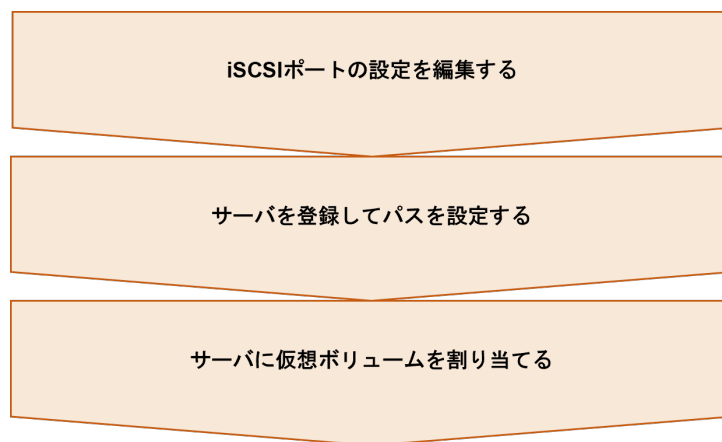 iSCSIポートの設定を編集する
サーバを登録してパスを設定する
サーバに仮想ボリュームを割り当てる